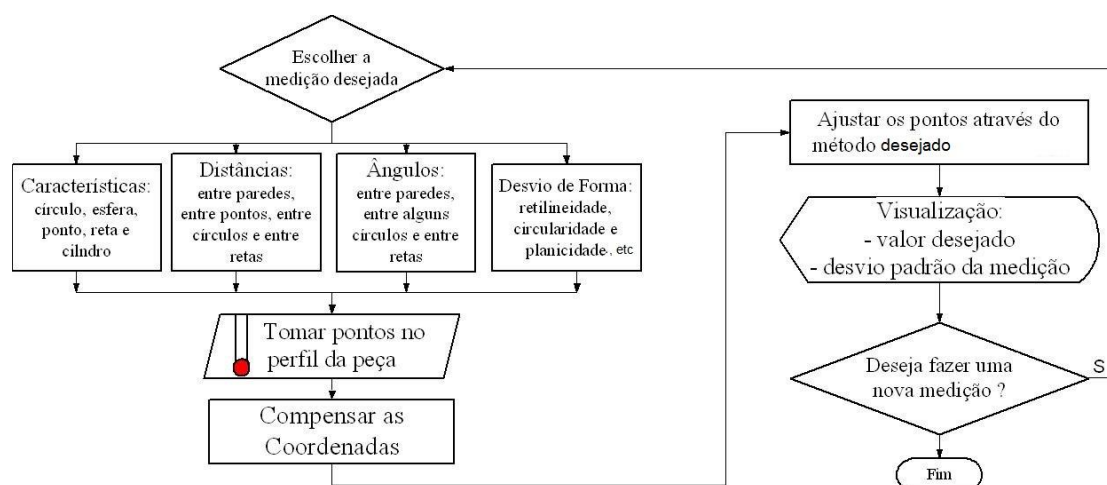 Escolher a
medição desejada
Características:
círculo, esfera,
ponto, reta e
cilndro
Distâncias:
entre paredes,
entre pontos, entre
círculos e entre
retas
Ângulos:
entre paredes,
entre alguns
círculos e entre
retas
Desvio de Forma:
retilineidade,
circularidade e
planicidade., etc
Tomar pontos no
perfil da peça
Compensar as
Coordenadas
Ajustar os pontos através do
método desejado
Visualização:
- valor desejado
- desvio padrão da medição
Deseja fazer uma
nova medição ?
S
Fim